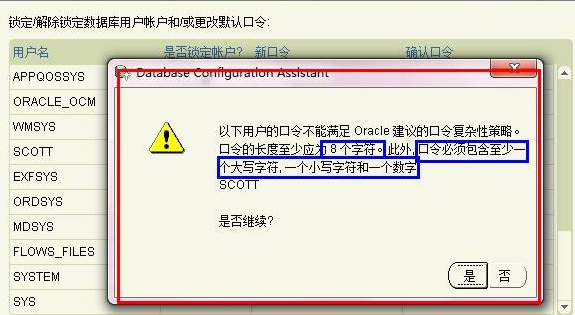 锁定/解除锁定数据库用户帐户和/或更改默认口令:
用户名 是否锁定帐户? 新口令 确认口令
APPQOSSYS
ORACLE_OCM
WMSYS
SCOTT
EXFSYS
ORDSYS
MDSYS
FLOWS_FILES
SYSTEM
SYS
Database Configuration Assistant
以下用户的口令不能满足 Oracle 建议的口令复杂性策略。
口令的长度至少应为 8 个字符。此外, 口令必须包含至少一
个大写字符, 一个小写字符和一个数字
SCOTT
是否继续?
是 否